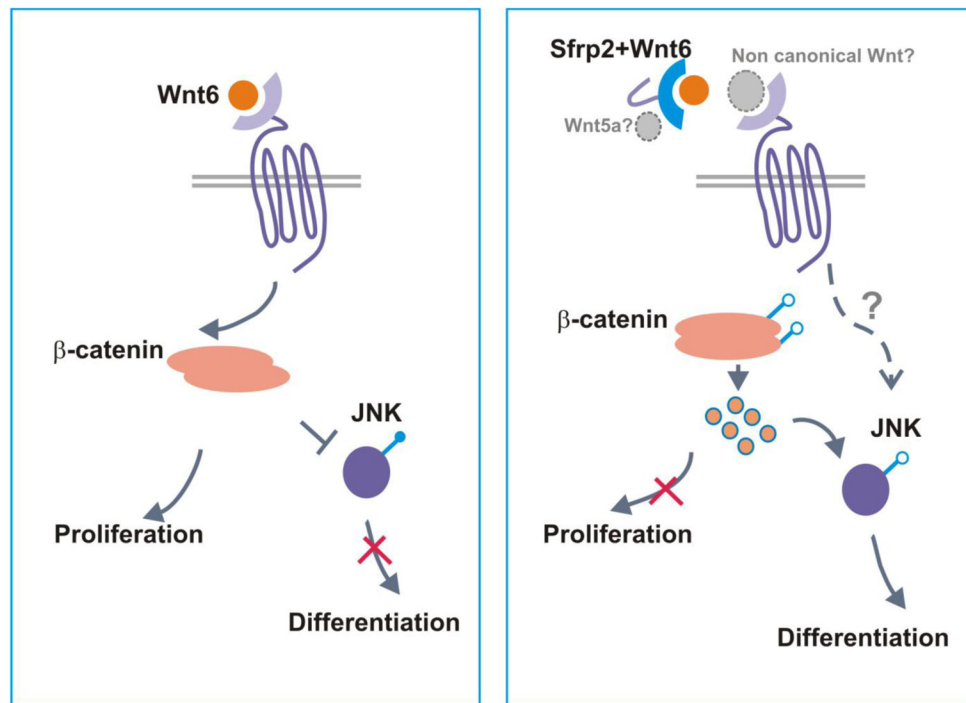 Wnt6
β-catenin
JNK
Proliferation
Differentiation
Sfrp2+Wnt6
Non canonical Wnt?
Wnt5a?
?
β-catenin
JNK
Proliferation
Differentiation